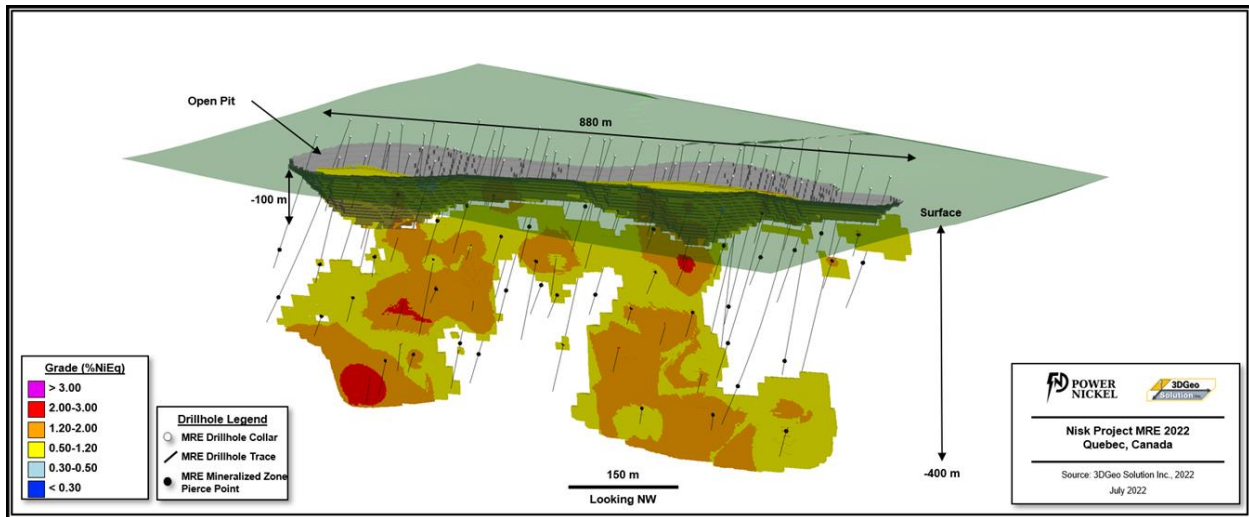 Open Pit
880 m
-100 m
Surface
-400 m
Grade (%NiEq)
> 3.00
2.00-3.00
1.20-2.00
0.50-1.20
0.30-0.50
< 0.30
Drillhole Legend
MRE Drillhole Collar
MRE Drillhole Trace
MRE Mineralized Zone
Pierce Point
150 m
Looking NW
POWER
NICKEL
3DGeo
Solution
Nisk Project MRE 2022
Quebec, Canada
Source: 3DGeo Solution Inc., 2022
July 2022